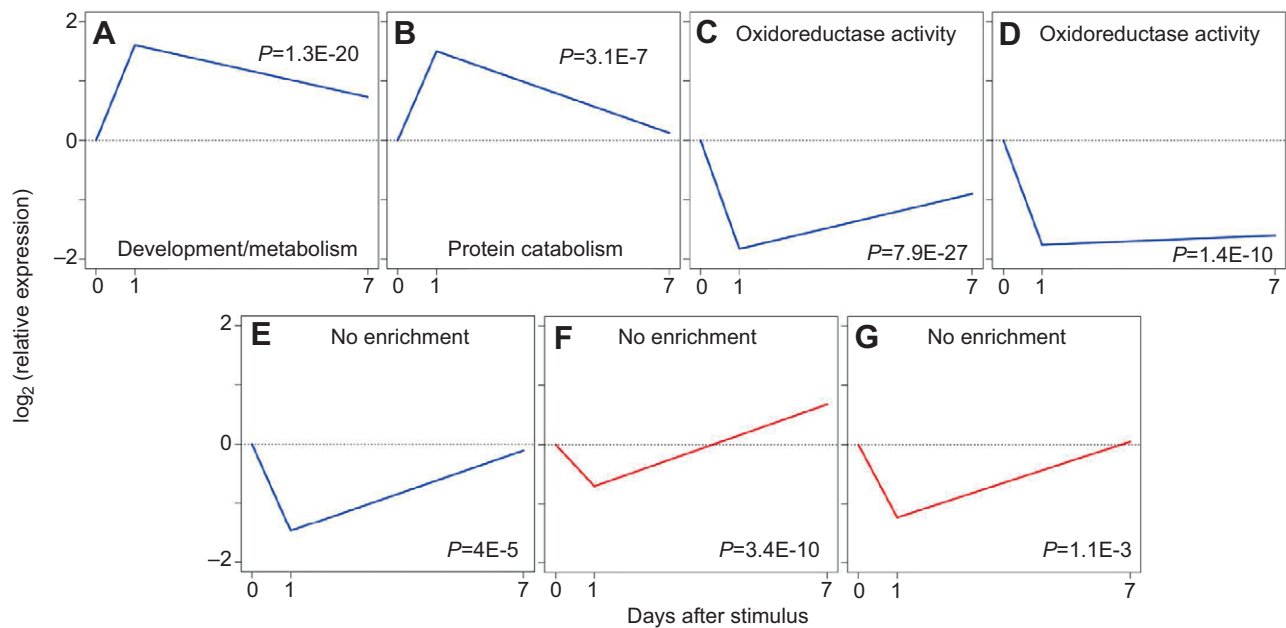 A
P=1.3E-20
Development/metabolism
B
P=3.1E-7
Protein catabolism
C
Oxidoreductase activity
P=7.9E-27
D
Oxidoreductase activity
P=1.4E-10
2
0
–2
0 1 7
0 1 7
0 1 7
0 1 7
E
No enrichment
P=4E-5
F
No enrichment
P=3.4E-10
G
No enrichment
P=1.1E-3
2
0
–2
0 1 7
0 1 7
0 1 7
log₂ (relative expression)
Days after stimulus